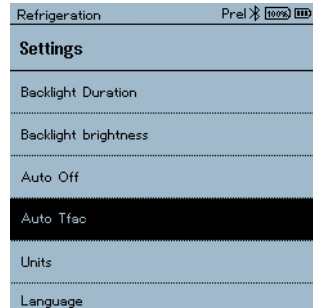 Refrigeration Prel 100%
Settings
Backlight Duration
Backlight brightness
Auto Off
Auto Tfac
Units
Language